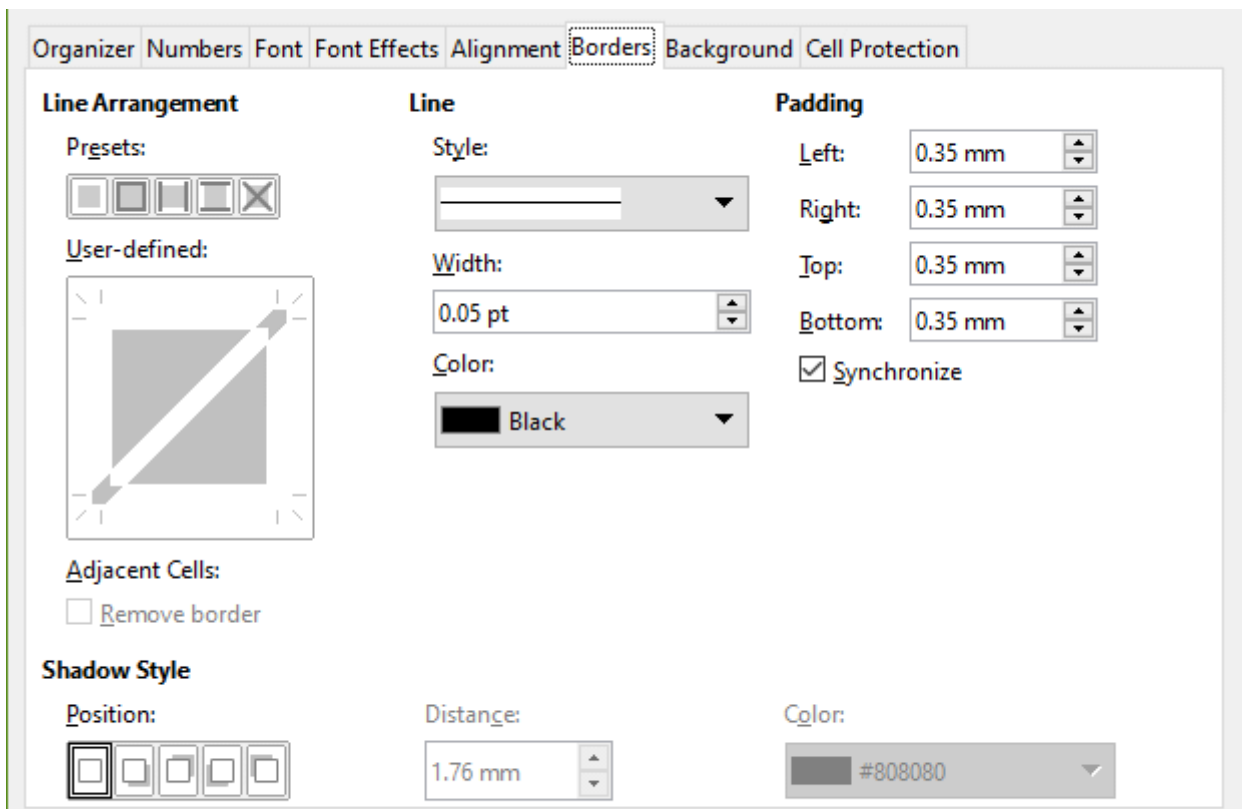 Organizer Numbers Font Font Effects Alignment Borders Background Cell Protection
Line Arrangement
Presets:
User-defined:
Adjacent Cells:
Remove border
Line
Style:
Width:
0.05 pt
Color:
Black
Padding
Left: 0.35 mm
Right: 0.35 mm
Top: 0.35 mm
Bottom: 0.35 mm
Synchronize
Shadow Style
Position:
Distance:
1.76 mm
Color:
#808080